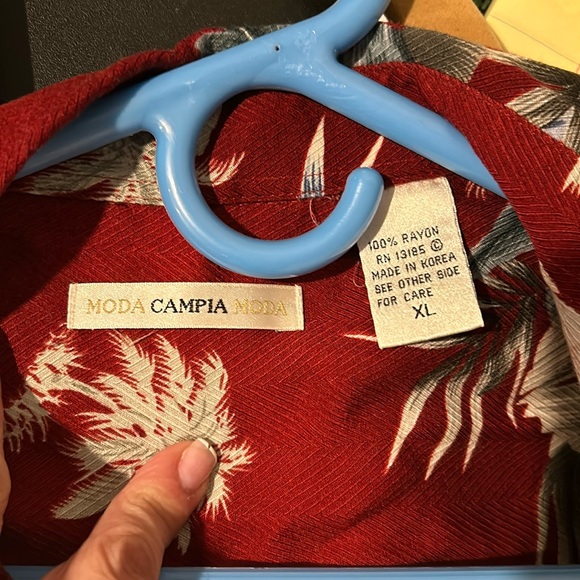 MODA CAMPIA MODA
100% RAYON
RN 13185 ©
MADE IN KOREA
SEE OTHER SIDE
FOR CARE
XL